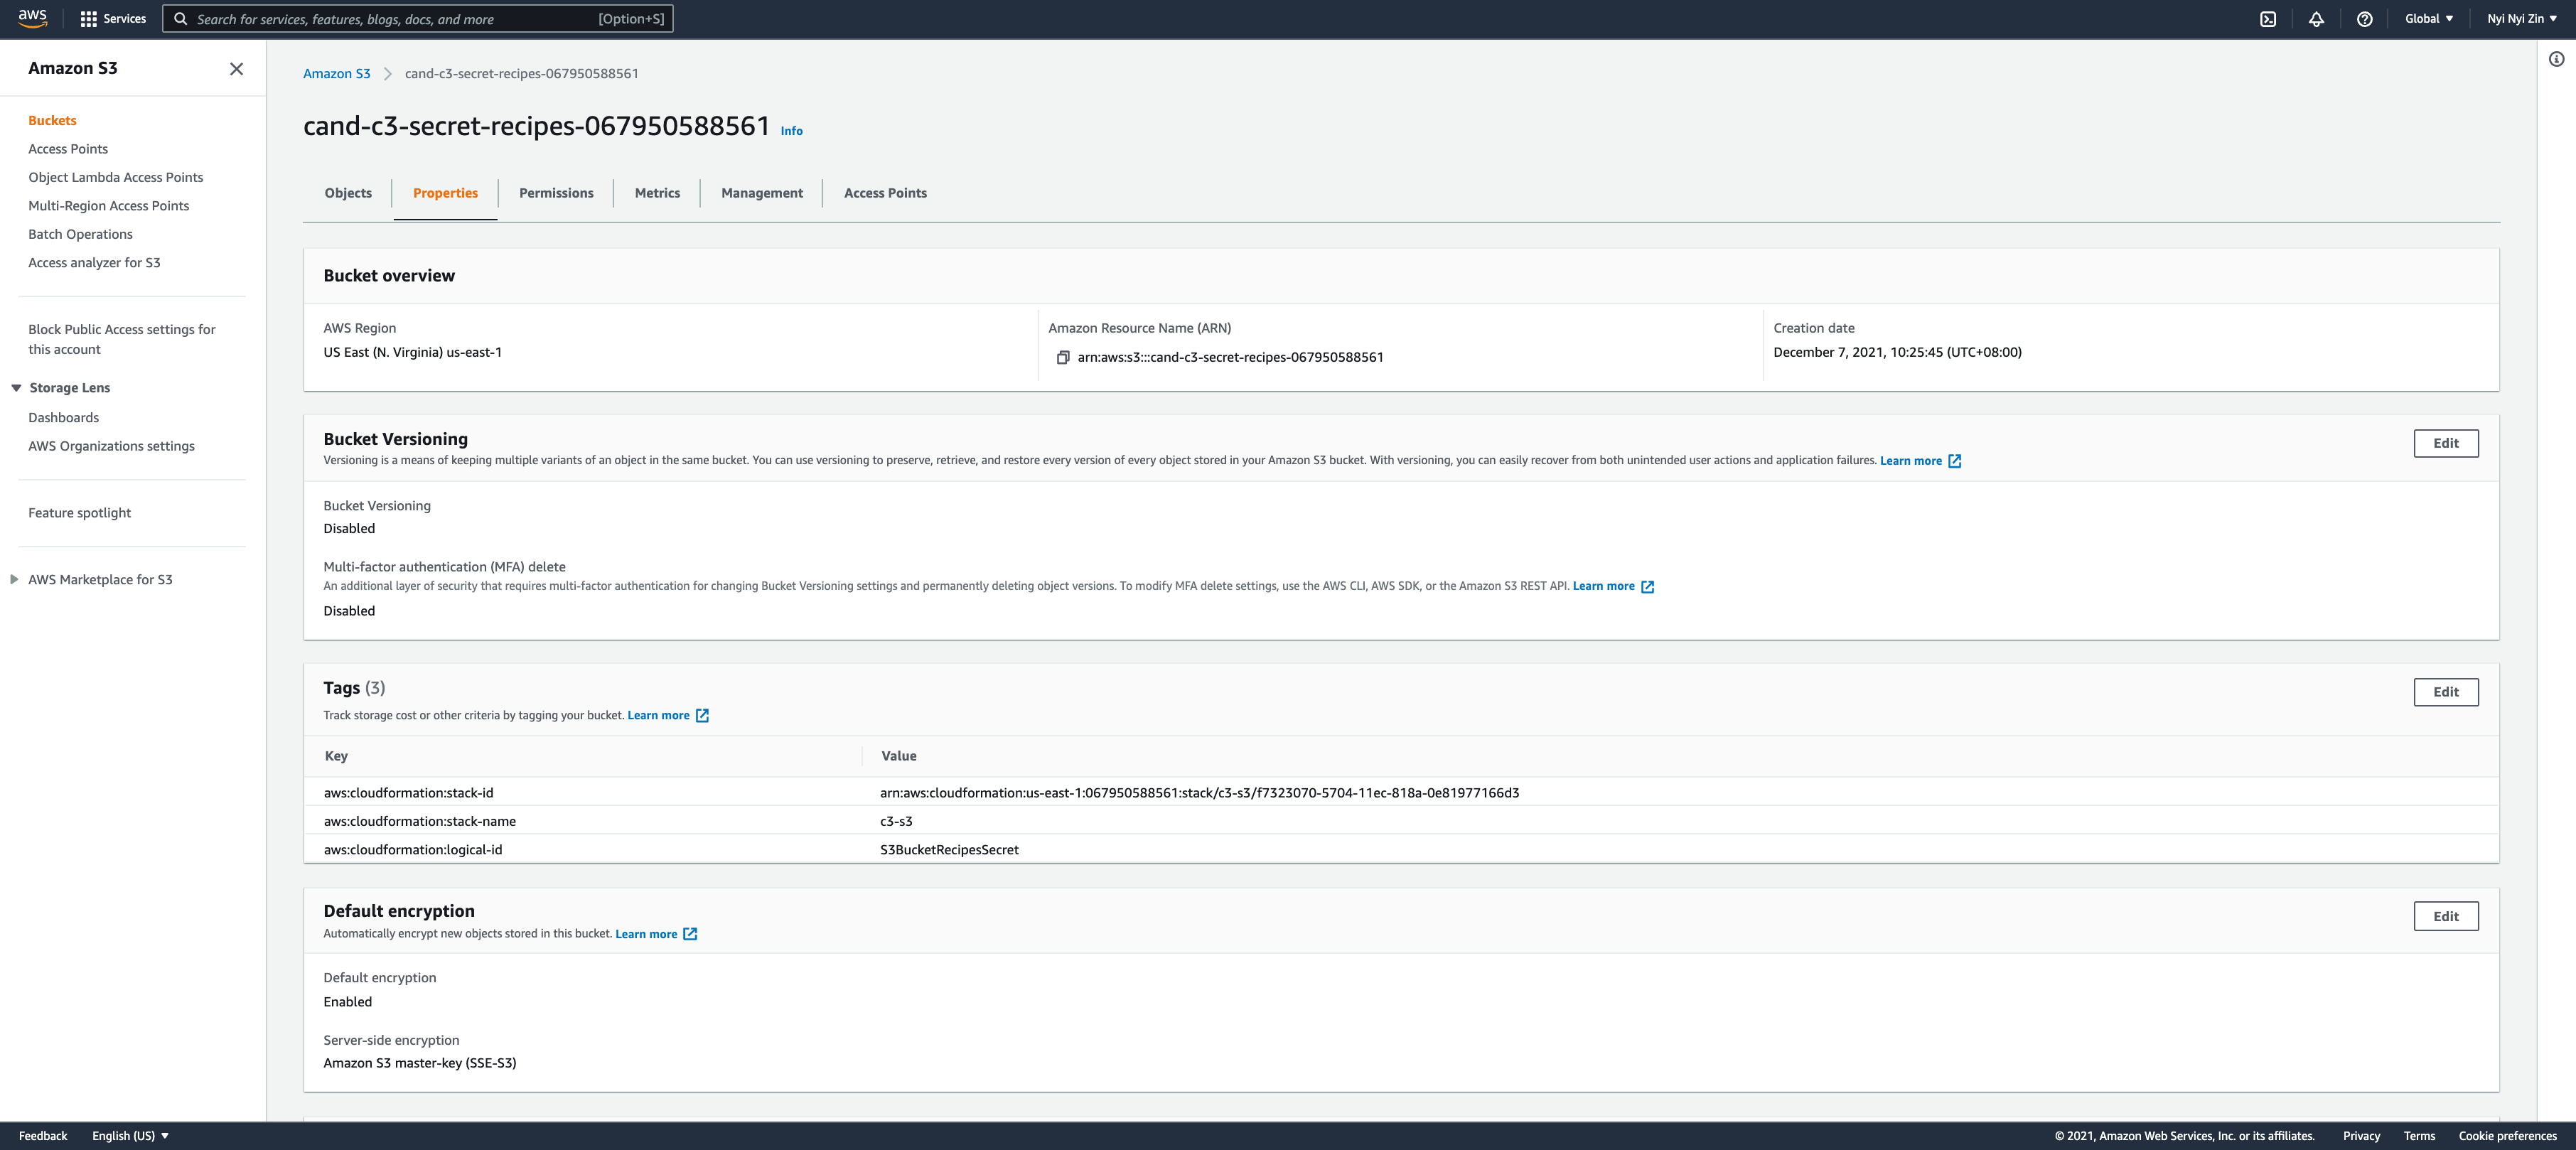 aws
Services
Search for services, features, blogs, docs, and more
[Option+S]
Global
Nyi Nyi Zin
Amazon S3
Buckets
Access Points
Object Lambda Access Points
Multi-Region Access Points
Batch Operations
Access analyzer for S3
Block Public Access settings for
this account
Storage Lens
Dashboards
AWS Organizations settings
Feature spotlight
AWS Marketplace for S3
Amazon S3 > cand-c3-secret-recipes-067950588561
cand-c3-secret-recipes-067950588561 Info
Objects
Properties
Permissions
Metrics
Management
Access Points
Bucket overview
AWS Region
US East (N. Virginia) us-east-1
Amazon Resource Name (ARN)
arn:aws:s3:::cand-c3-secret-recipes-067950588561
Creation date
December 7, 2021, 10:25:45 (UTC+08:00)
Bucket Versioning
Edit
Versioning is a means of keeping multiple variants of an object in the same bucket. You can use versioning to preserve, retrieve, and restore every version of every object stored in your Amazon S3 bucket. With versioning, you can easily recover from both unintended user actions and application failures. Learn more
Bucket Versioning
Disabled
Multi-factor authentication (MFA) delete
An additional layer of security that requires multi-factor authentication for changing Bucket Versioning settings and permanently deleting object versions. To modify MFA delete settings, use the AWS CLI, AWS SDK, or the Amazon S3 REST API. Learn more
Disabled
Tags (3)
Edit
Track storage cost or other criteria by tagging your bucket. Learn more
Key
Value
aws:cloudformation:stack-id
arn:aws:cloudformation:us-east-1:067950588561:stack/c3-s3/f7323070-5704-11ec-818a-0e81977166d3
aws:cloudformation:stack-name
c3-s3
aws:cloudformation:logical-id
S3BucketRecipesSecret
Default encryption
Edit
Automatically encrypt new objects stored in this bucket. Learn more
Default encryption
Enabled
Server-side encryption
Amazon S3 master-key (SSE-S3)
Feedback
English (US)
© 2021, Amazon Web Services, Inc. or its affiliates.
Privacy
Terms
Cookie preferences